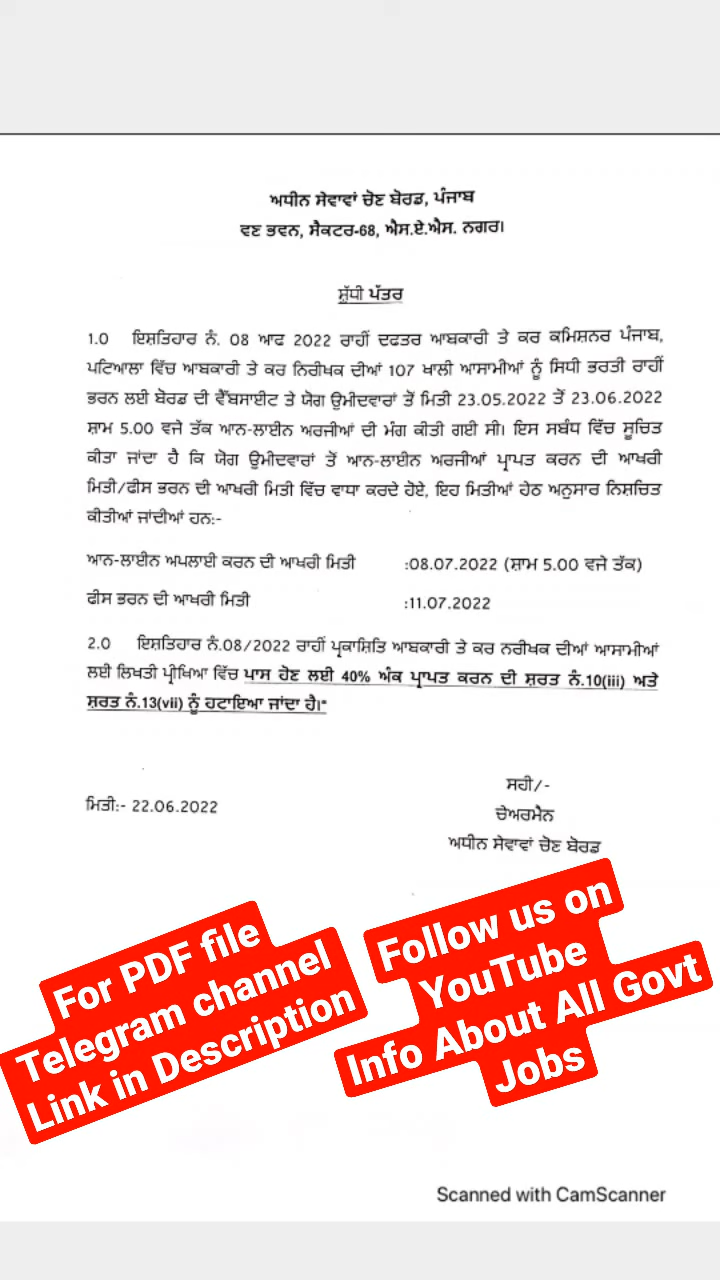 ਅਧੀਨ ਸੇਵਾਵਾਂ ਚੋਣ ਬੋਰਡ, ਪੰਜਾਬ
ਵਣ ਭਵਨ, ਸੈਕਟਰ-68, ਐਸ.ਏ.ਐਸ. ਨਗਰ।
ਸ਼ੁੱਧੀ ਪੱਤਰ
1.0 ਇਸ਼ਤਿਹਾਰ ਨੰ. 08 ਆਫ 2022 ਰਾਹੀਂ ਦਫਤਰ ਆਬਕਾਰੀ ਤੇ ਕਰ ਕਮਿਸ਼ਨਰ ਪੰਜਾਬ,
ਪਟਿਆਲਾ ਵਿੱਚ ਆਬਕਾਰੀ ਤੇ ਕਰ ਨਿਰੀਖਕ ਦੀਆਂ 107 ਖਾਲੀ ਆਸਾਮੀਆਂ ਨੂੰ ਸਿਧੀ ਭਰਤੀ ਰਾਹੀਂ
ਭਰਨ ਲਈ ਬੋਰਡ ਦੀ ਵੈੱਬਸਾਈਟ ਤੇ ਯੋਗ ਉਮੀਦਵਾਰਾਂ ਤੋਂ ਮਿਤੀ 23.05.2022 ਤੋਂ 23.06.2022
ਸ਼ਾਮ 5.00 ਵਜੇ ਤੱਕ ਆਨ-ਲਾਈਨ ਅਰਜੀਆਂ ਦੀ ਮੰਗ ਕੀਤੀ ਗਈ ਸੀ। ਇਸ ਸਬੰਧ ਵਿੱਚ ਸੂਚਿਤ
ਕੀਤਾ ਜਾਂਦਾ ਹੈ ਕਿ ਯੋਗ ਉਮੀਦਵਾਰਾਂ ਤੋਂ ਆਨ-ਲਾਈਨ ਅਰਜੀਆਂ ਪ੍ਰਾਪਤ ਕਰਨ ਦੀ ਆਖਰੀ
ਮਿਤੀ/ਫੀਸ ਭਰਨ ਦੀ ਆਖਰੀ ਮਿਤੀ ਵਿੱਚ ਵਾਧਾ ਕਰਦੇ ਹੋਏ, ਇਹ ਮਿਤੀਆਂ ਹੇਠ ਅਨੁਸਾਰ ਨਿਸ਼ਚਿਤ
ਕੀਤੀਆਂ ਜਾਂਦੀਆਂ ਹਨ:-
ਆਨ-ਲਾਈਨ ਅਪਲਾਈ ਕਰਨ ਦੀ ਆਖਰੀ ਮਿਤੀ :08.07.2022 (ਸ਼ਾਮ 5.00 ਵਜੇ ਤੱਕ)
ਫੀਸ ਭਰਨ ਦੀ ਆਖਰੀ ਮਿਤੀ :11.07.2022
2.0 ਇਸ਼ਤਿਹਾਰ ਨੰ.08/2022 ਰਾਹੀਂ ਪ੍ਰਕਾਸ਼ਿਤਿ ਆਬਕਾਰੀ ਤੇ ਕਰ ਨਰੀਖਕ ਦੀਆਂ ਆਸਾਮੀਆਂ
ਲਈ ਲਿਖਤੀ ਪ੍ਰੀਖਿਆ ਵਿੱਚ ਪਾਸ ਹੋਣ ਲਈ 40% ਅੰਕ ਪ੍ਰਾਪਤ ਕਰਨ ਦੀ ਸ਼ਰਤ ਨੰ.10(iii) ਅਤੇ
ਸ਼ਰਤ ਨੰ.13(vii) ਨੂੰ ਹਟਾਇਆ ਜਾਂਦਾ ਹੈ।"
ਸਹੀ/-
ਮਿਤੀ:- 22.06.2022
ਚੇਅਰਮੈਨ
ਅਧੀਨ ਸੇਵਾਵਾਂ ਚੋਣ ਬੋਰਡ
For PDF file
Telegram channel
Link in Description
Follow us on
YouTube
Info About All Govt
Jobs
Scanned with CamScanner